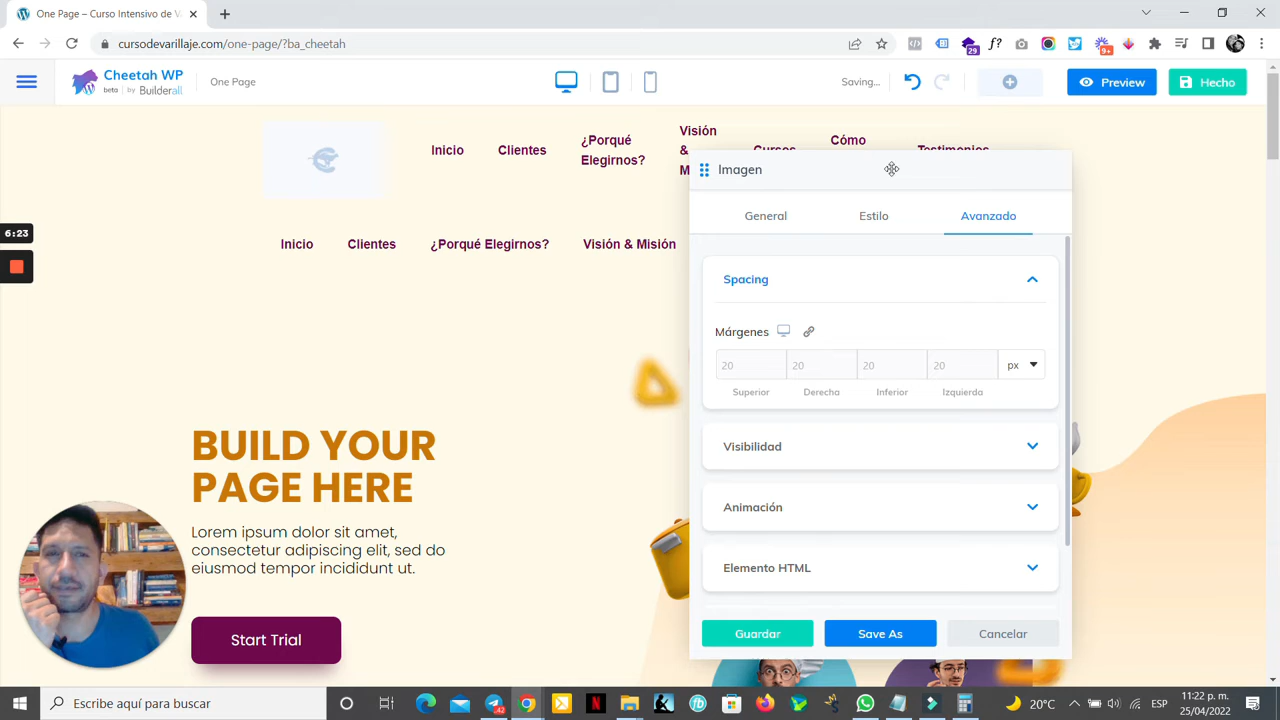 One Page – Curso Intensivo de V
cursodevarillaje.com/one-page/?ba_cheetah
29
f?
9+
Cheetah WP
beta | by Builderall
One Page
Saving...
Preview
Hecho
Inicio
Clientes
¿Porqué
Elegirnos?
Visión
&
M
Cursos
Cómo
Testimonios
Inicio
Clientes
¿Porqué Elegirnos?
Visión & Misión
6:23
Imagen
General
Estilo
Avanzado
Spacing
Márgenes
20
20
20
20
px
Superior
Derecha
Inferior
Izquierda
Visibilidad
Animación
Elemento HTML
Guardar
Save As
Cancelar
BUILD YOUR
PAGE HERE
Lorem ipsum dolor sit amet,
consectetur adipiscing elit, sed do
eiusmod tempor incididunt ut.
Start Trial
Escribe aquí para buscar
42
20°C
ESP
11:22 p. m.
25/04/2022